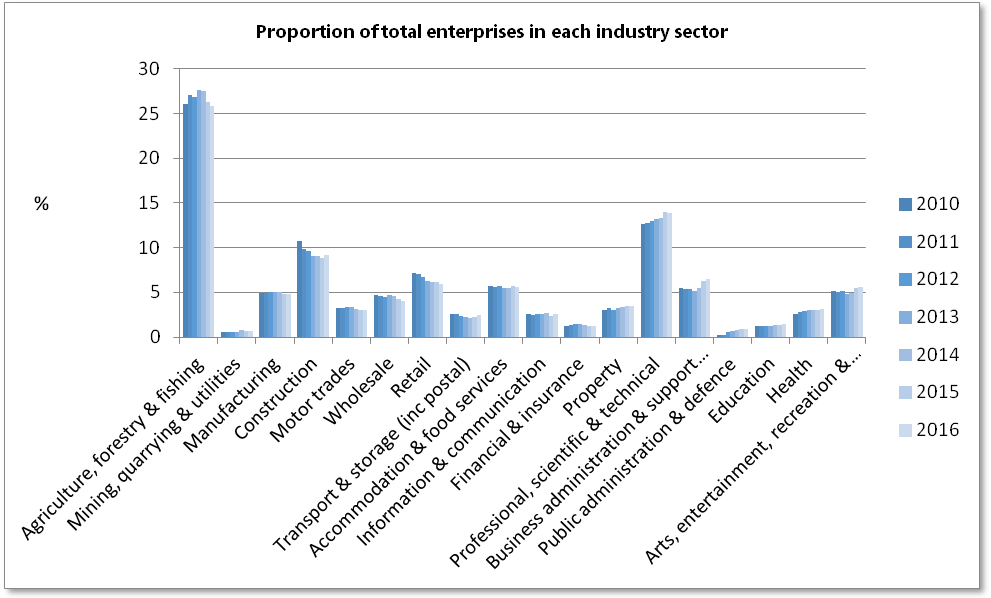 Proportion of total enterprises in each industry sector
30
25
20
15
10
5
0
%
Agriculture, forestry & fishing
Mining, quarrying & utilities
Manufacturing
Construction
Motor trades
Wholesale
Retail
Transport & storage (inc postal)
Accommodation & food services
Information & communication
Financial & insurance
Property
Professional, scientific & technical
Business administration & support...
Public administration & defence
Education
Health
Arts, entertainment, recreation &...
2010
2011
2012
2013
2014
2015
2016